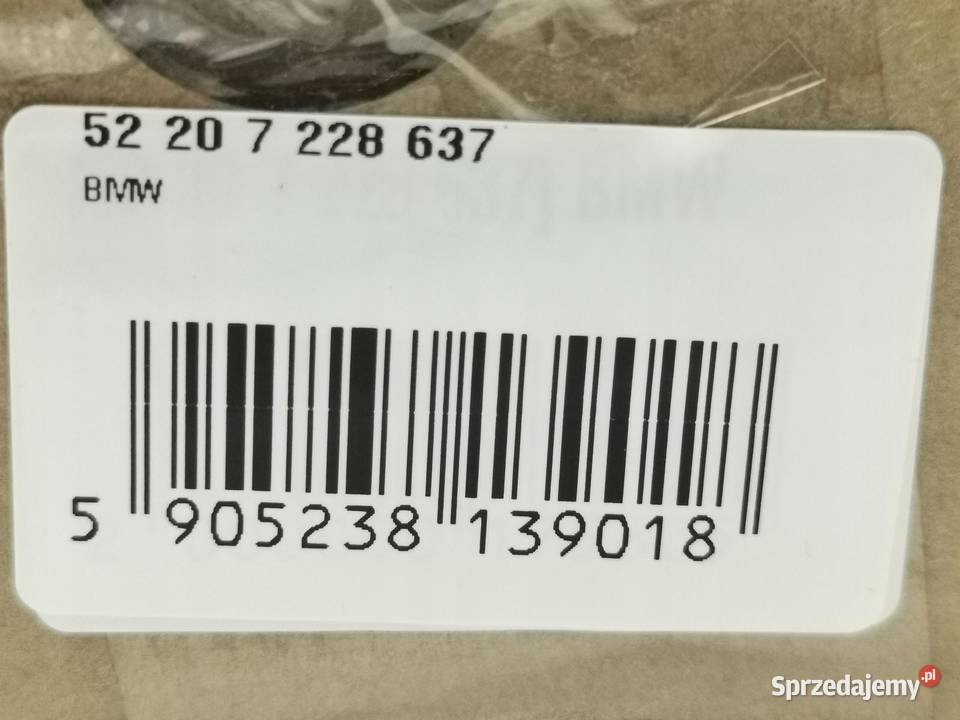 52 20 7 228 637
BMW
5 905238 139018
Sprzedajemy.pl